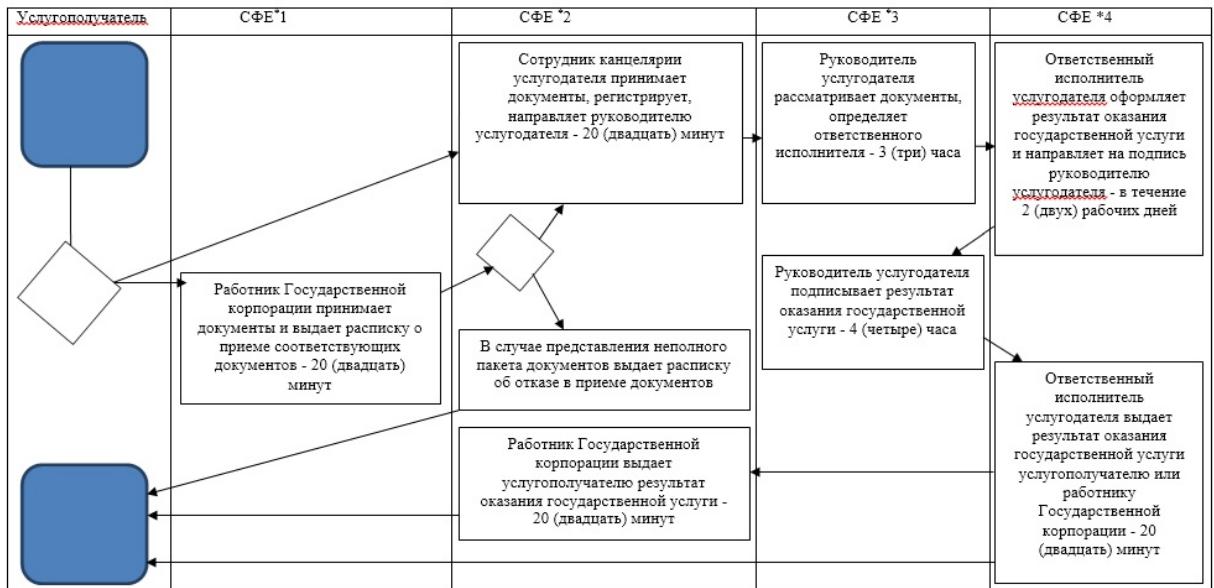 Услугополучатель
СФЕ*1
СФЕ *2
СФЕ *3
СФЕ *4
Сотрудник канцелярии
услугодателя принимает
документы, регистрирует,
направляет руководителю
услугодателя - 20 (двадцать) минут
Руководитель
услугодателя
рассматривает документы,
определяет
ответственного
исполнителя - 3 (три) часа
Ответственный
исполнитель
услугодателя оформляет
результат оказания
государственной услуги
и направляет на подпись
руководителю
услугодателя - в течение
2 (двух) рабочих дней
Работник Государственной
корпорации принимает
документы и выдает расписку о
приеме соответствующих
документов - 20 (двадцать)
минут
Руководитель услугодателя
подписывает результат
оказания государственной
услуги - 4 (четыре) часа
В случае представления неполного
пакета документов выдает расписку
об отказе в приеме документов
Ответственный
исполнитель
услугодателя выдает
результат оказания
государственной услуги
услугополучателю или
работнику
Государственной
корпорации - 20
(двадцать) минут
Работник Государственной
корпорации выдает
услугополучателю результат
оказания государственной услуги -
20 (двадцать) минут